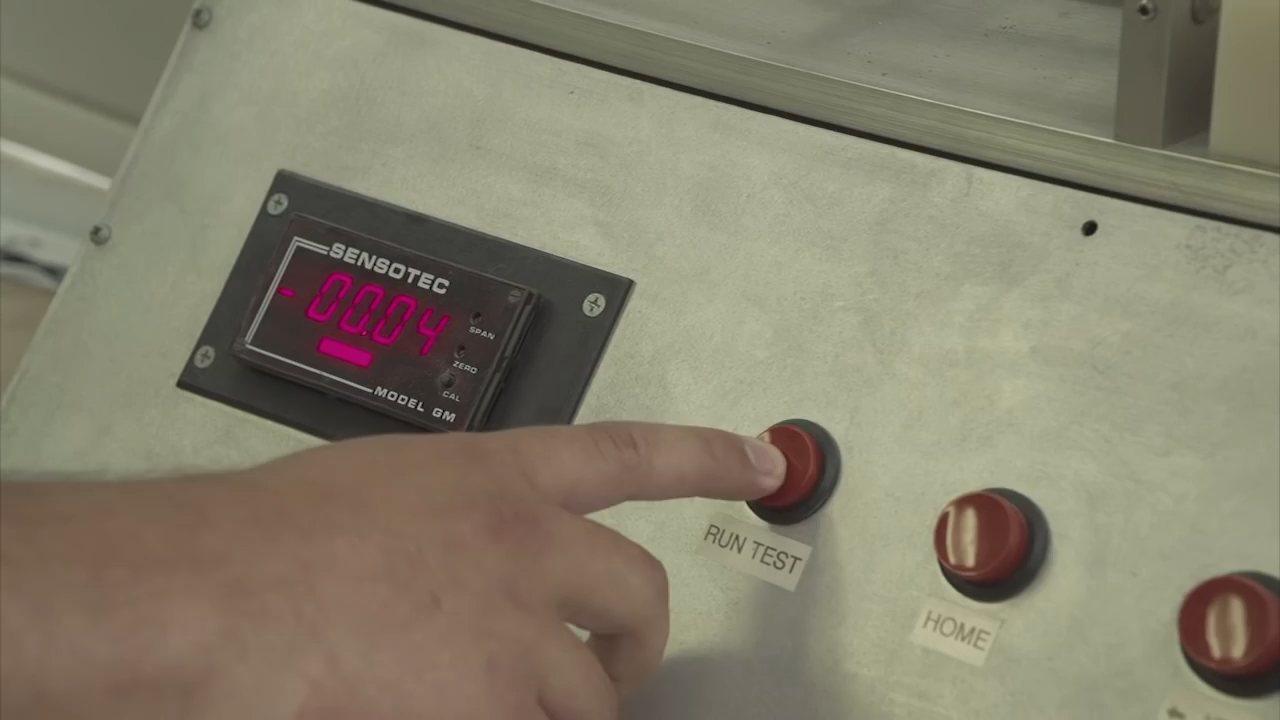 SENSOTEC
-00.04
SPAN
ZERO
CAL
MODEL GM
RUN TEST
HOME